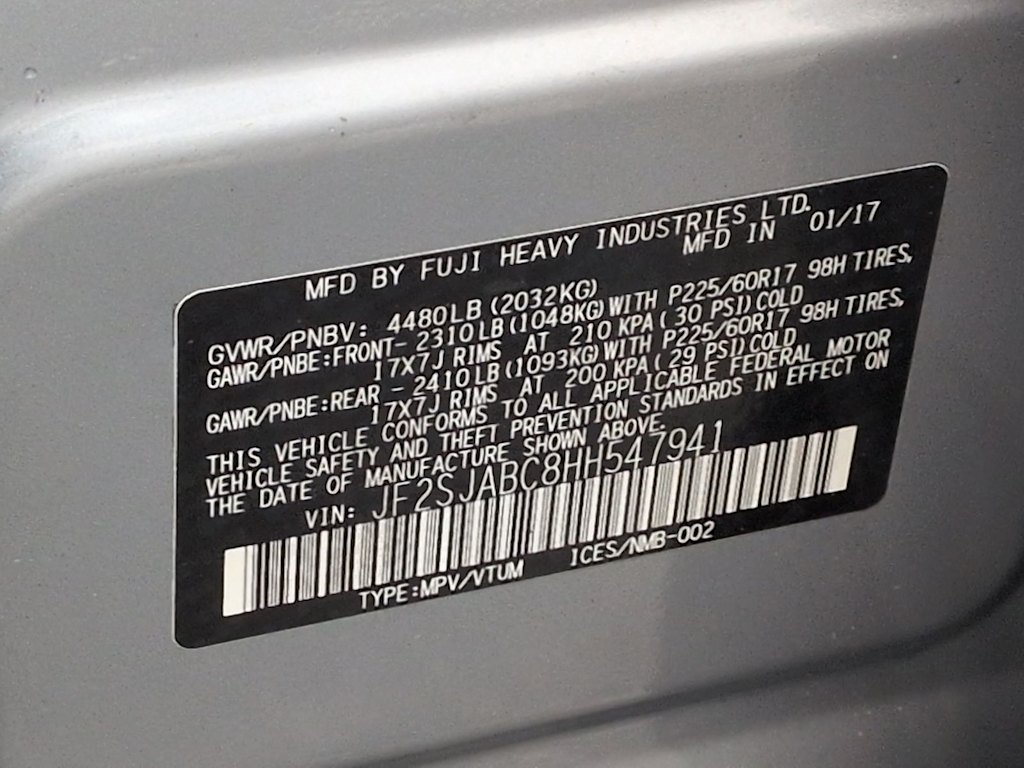 MFD BY FUJI HEAVY INDUSTRIES LTD.
MFD IN 01/17
GVWR/PNBV: 4480LB (2032KG)
GAWR/PNBE:FRONT- 2310LB (1048KG) WITH P225/60R17 98H TIRES,
17X7J RIMS AT 210 KPA ( 30 PSI) COLD
GAWR/PNBE:REAR - 2410LB (1093KG) WITH P225/60R17 98H TIRES,
17X7J RIMS AT 200 KPA ( 29 PSI) COLD
THIS VEHICLE CONFORMS TO ALL APPLICABLE FEDERAL MOTOR
VEHICLE SAFETY AND THEFT PREVENTION STANDARDS IN EFFECT ON
THE DATE OF MANUFACTURE SHOWN ABOVE.
VIN: JF2SJABC8HH547941
TYPE:MPV/VTUM ICES/NMB-002